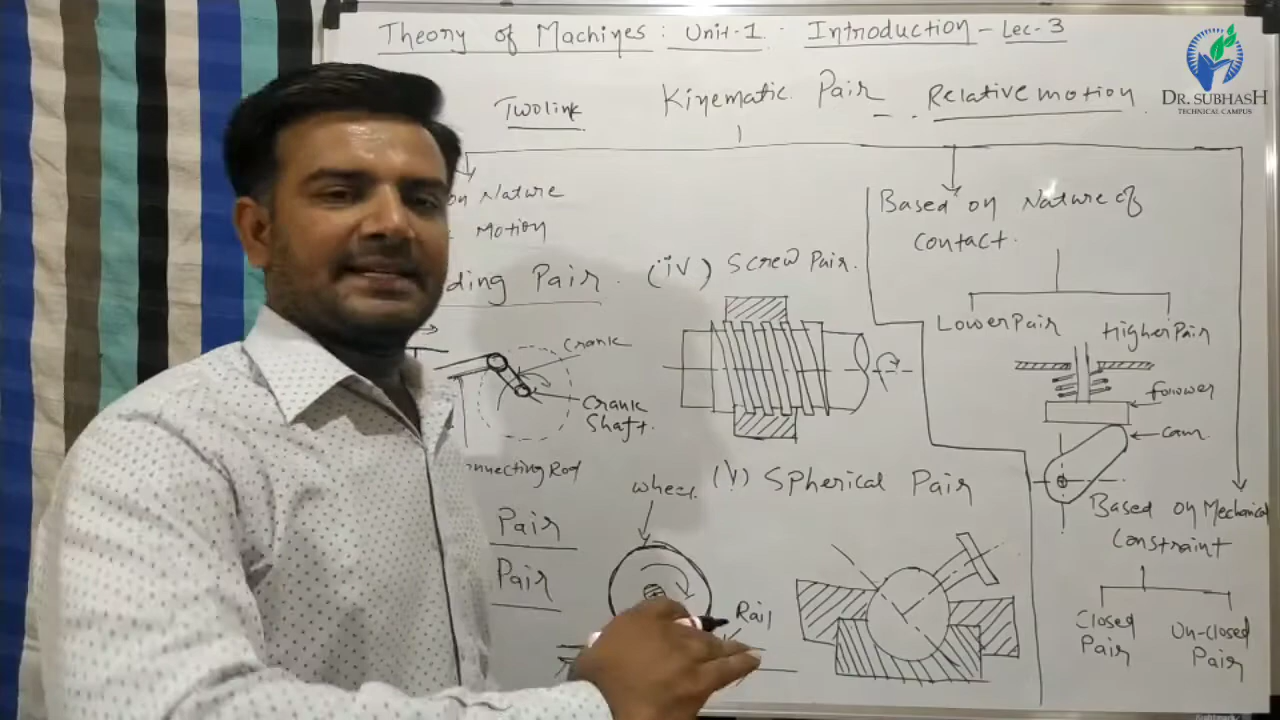 Theory of Machines: Unit-1. Introduction - Lec-3
DR. SUBHASH
TECHNICAL CAMPUS
Two link
Kinematic Pair - . Relative motion
on Nature
Motion
ding Pair.
Crank
Crank
Shaft.
nnecting Rod
Pair
Pair
(iv) Screw Pair.
wheel
(V) Spherical Pair
Rail
Based on Nature of
Contact.
Lower Pair
Higher Pair
follower
Cam
Based on Mechanical
Constraint
Closed
Pair
Un-closed
Pair